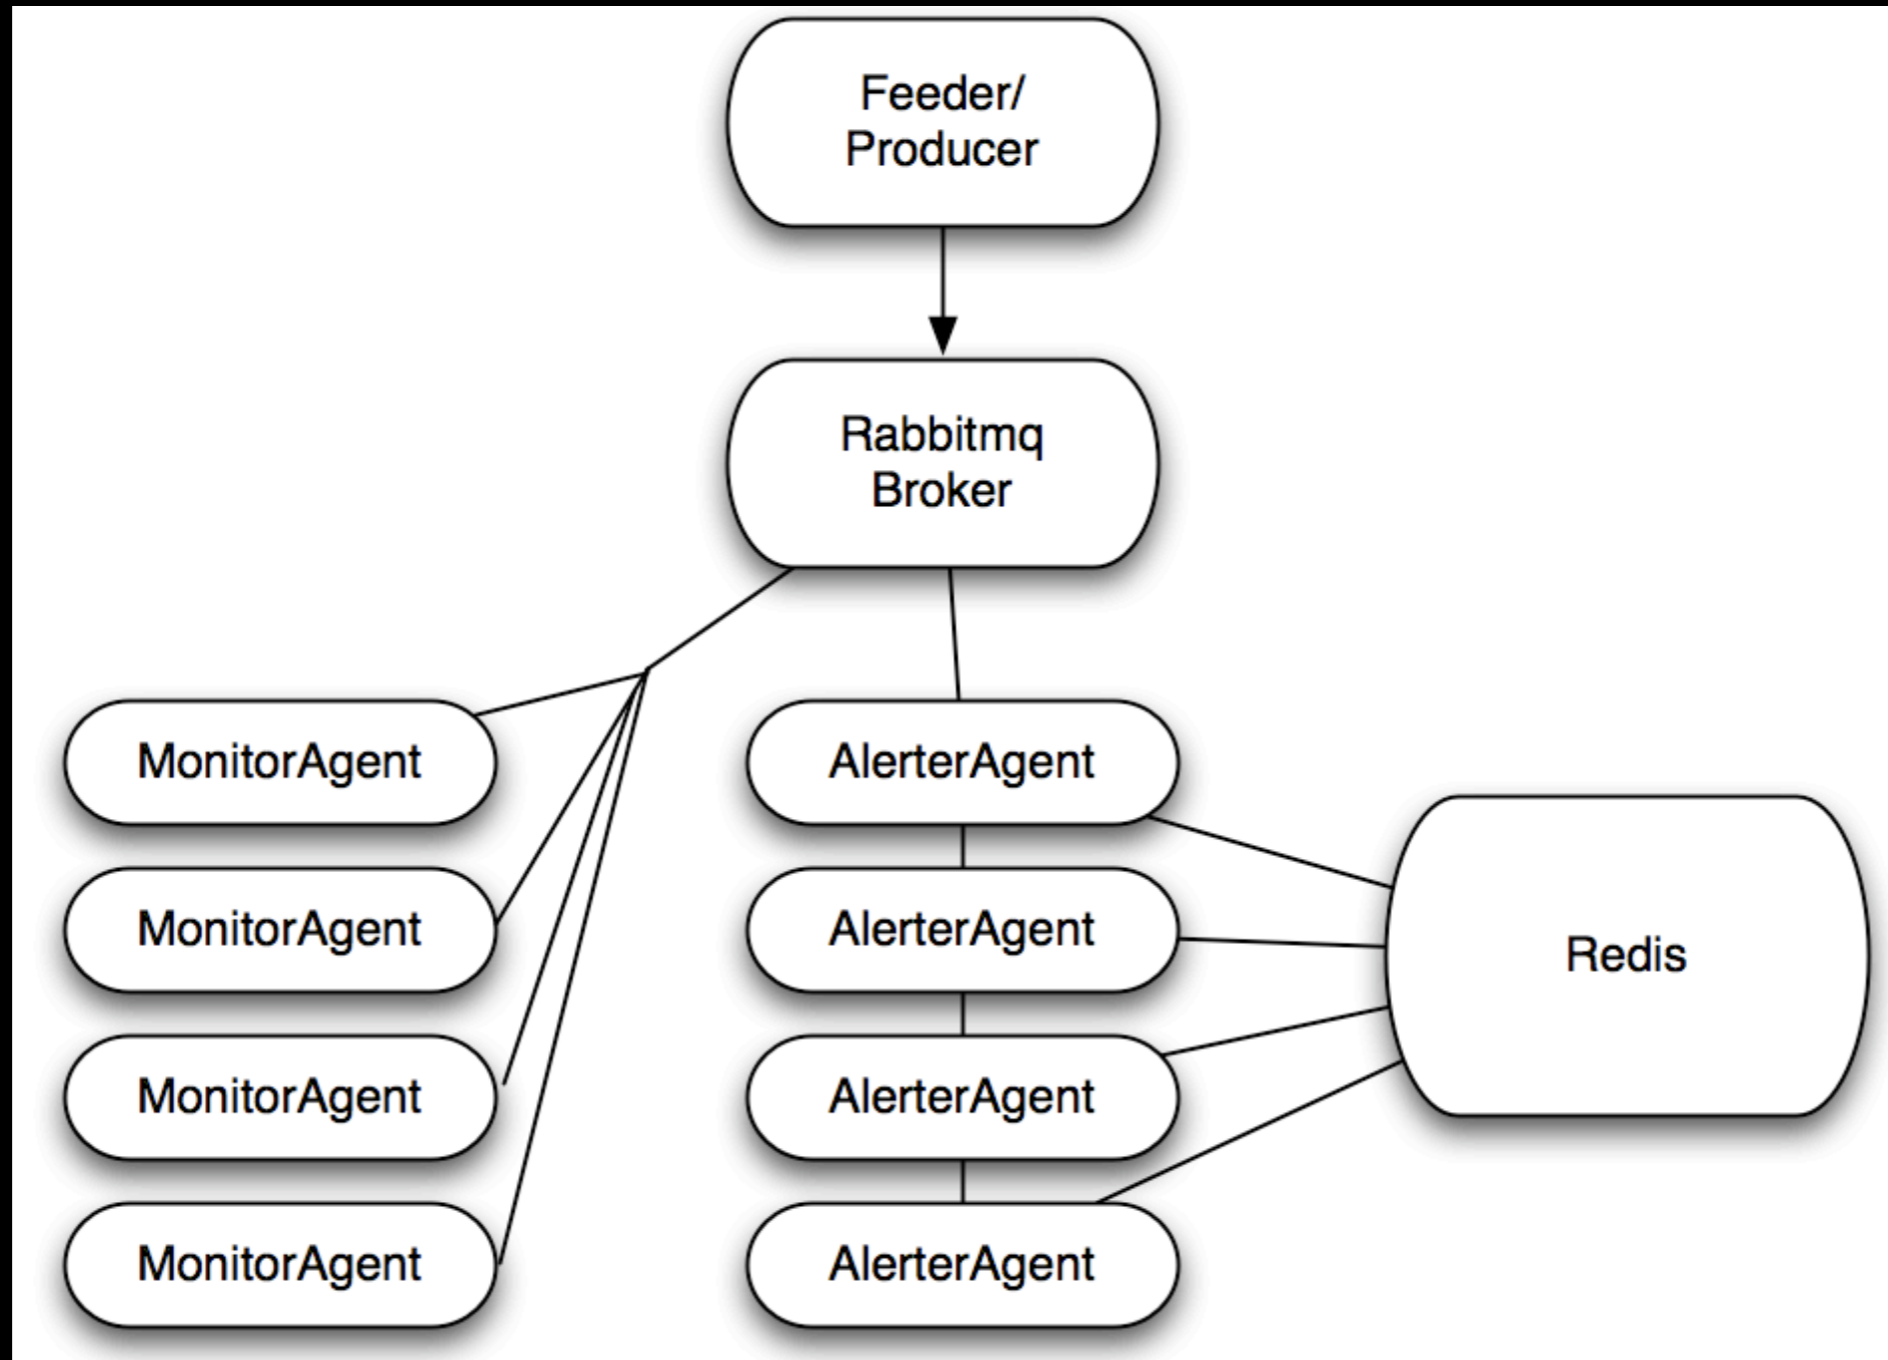 Feeder/
Producer
Rabbitmq
Broker
MonitorAgent
AlerterAgent
MonitorAgent
AlerterAgent
Redis
MonitorAgent
AlerterAgent
MonitorAgent
AlerterAgent